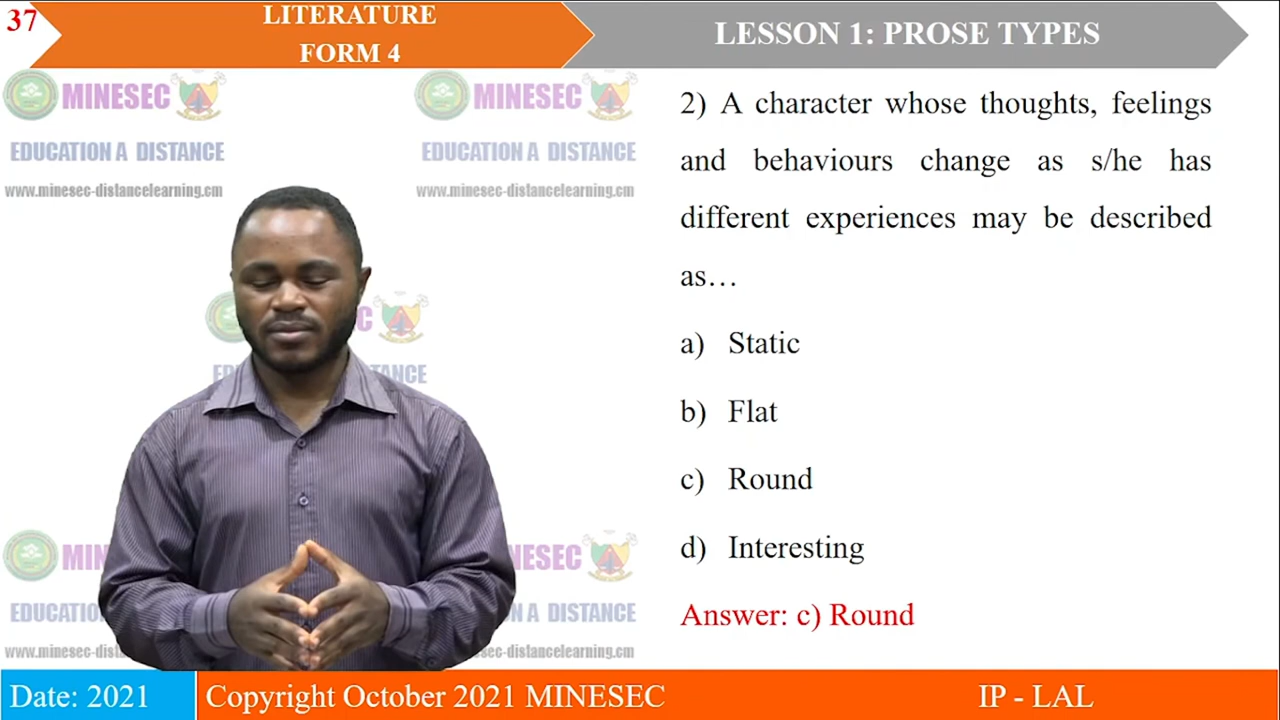 37
LITERATURE
FORM 4
LESSON 1: PROSE TYPES
MINESEC
EDUCATION A DISTANCE
www.minesec-distancelearning.cm
MINESEC
EDUCATION A DISTANCE
www.minesec-distancelearning.cm
2) A character whose thoughts, feelings
and behaviours change as s/he has
different experiences may be described
as…
a) Static
b) Flat
c) Round
d) Interesting
Answer: c) Round
Date: 2021
Copyright October 2021 MINESEC
IP - LAL